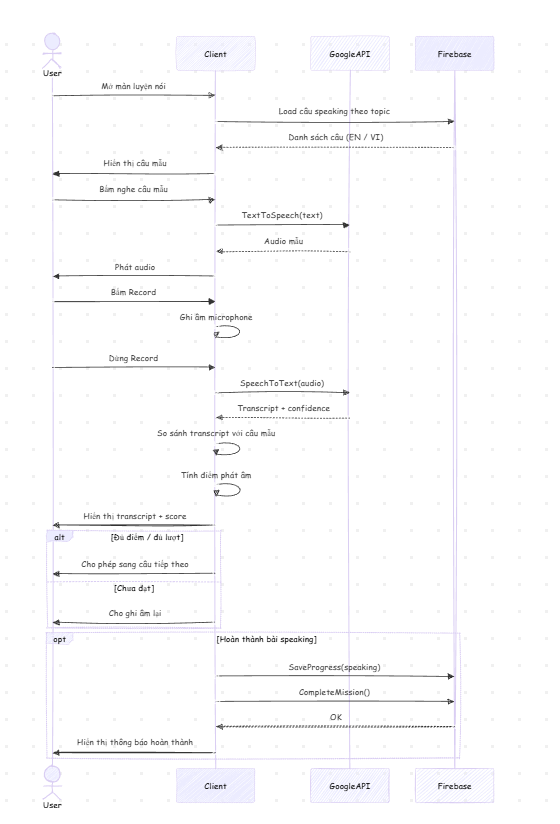 User
Client
GoogleAPI
Firebase
Mở màn luyện nói
Load câu speaking theo topic
Danh sách câu (EN / VI)
Hiển thị câu mẫu
Bấm nghe câu mẫu
TextToSpeech(text)
Audio mẫu
Phát audio
Bấm Record
Ghi âm microphone
Dừng Record
SpeechToText(audio)
Transcript + confidence
So sánh transcript với câu mẫu
Tính điểm phát âm
Hiển thị transcript + score
alt [Đủ điểm / đủ lượt]
Cho phép sang câu tiếp theo
[Chưa đạt]
Cho ghi âm lại
opt [Hoàn thành bài speaking]
SaveProgress(speaking)
CompleteMission()
OK
Hiển thị thông báo hoàn thành
User
Client
GoogleAPI
Firebase